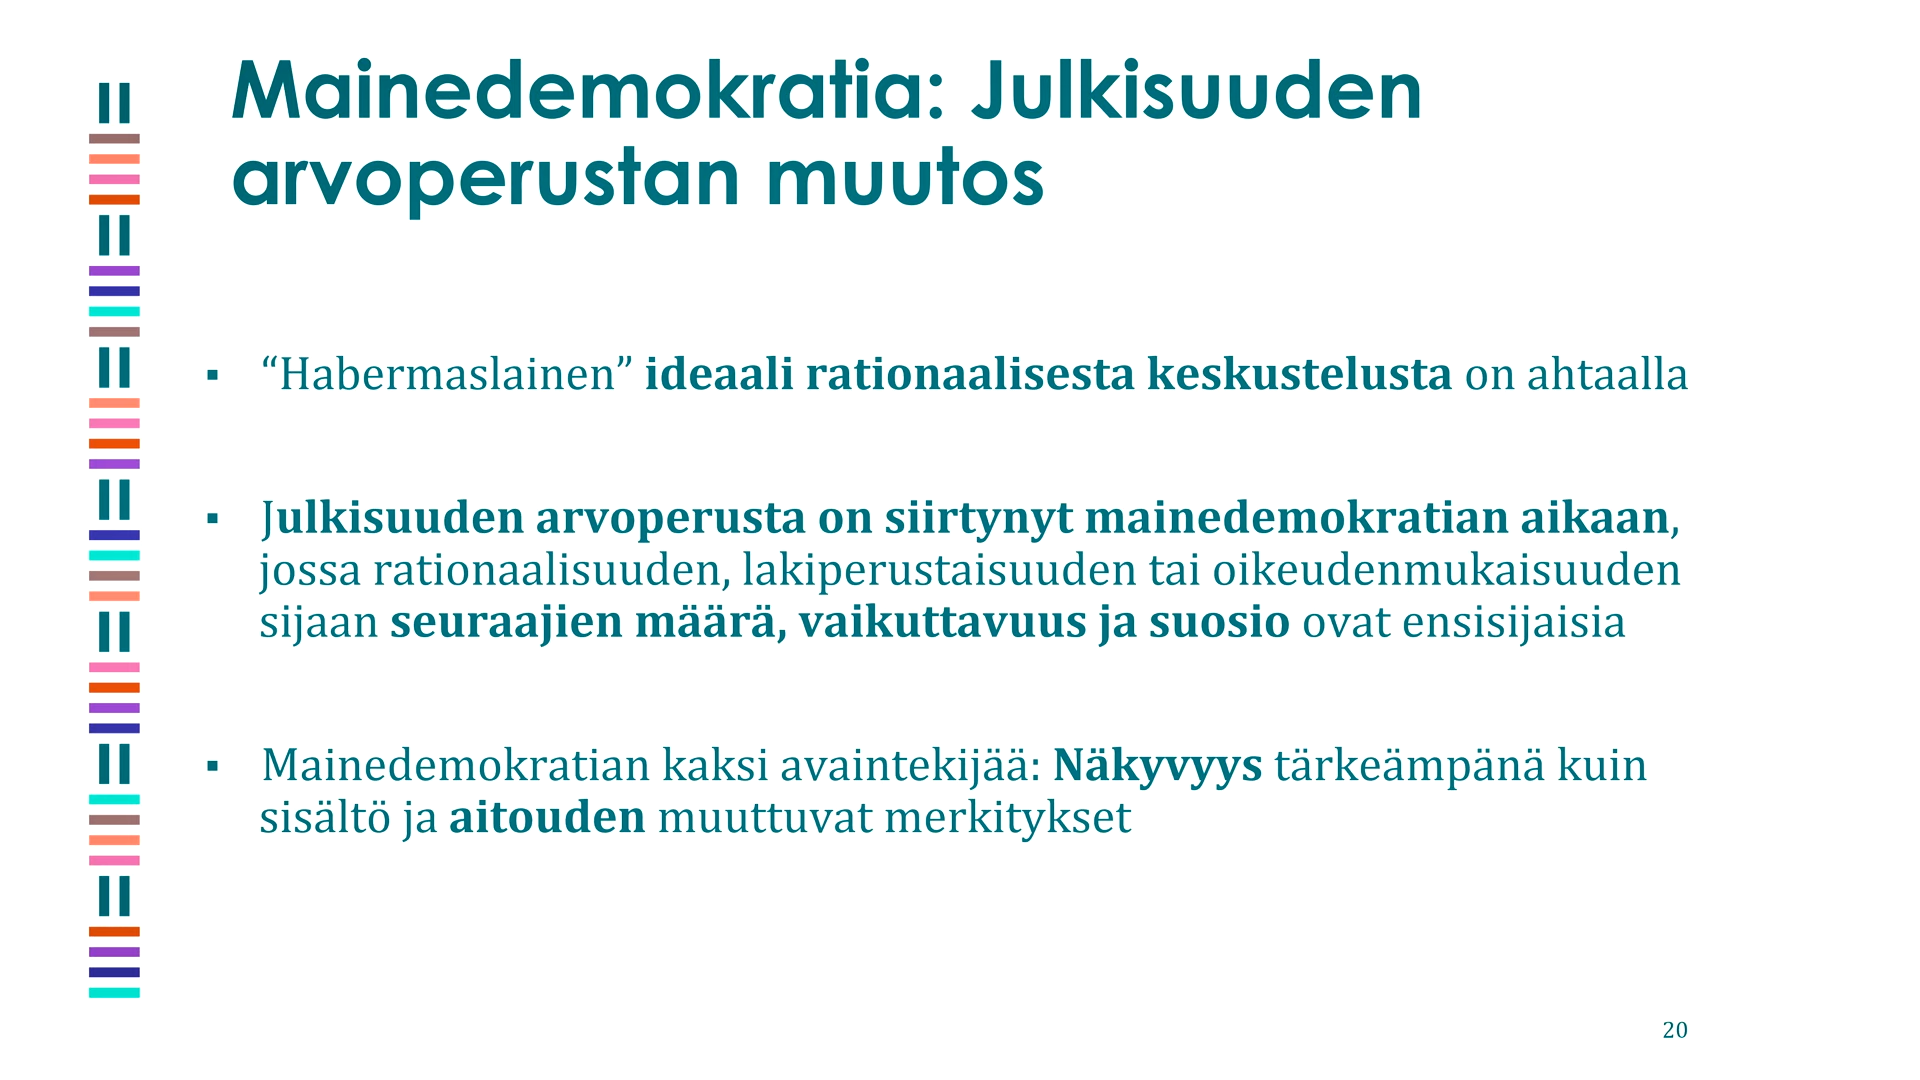 Mainedemokratia: Julkisuuden
arvoperustan muutos
▪ “Habermaslainen” ideaali rationaalisesta keskustelusta on ahtaalla
▪ Julkisuuden arvoperusta on siirtynyt mainedemokratian aikaan,
jossa rationaalisuuden, lakiperustaisuuden tai oikeudenmukaisuuden
sijaan seuraajien määrä, vaikuttavuus ja suosio ovat ensisijaisia
▪ Mainedemokratian kaksi avaintekijää: Näkyvyys tärkeämpänä kuin
sisältö ja aitouden muuttuvat merkitykset
20